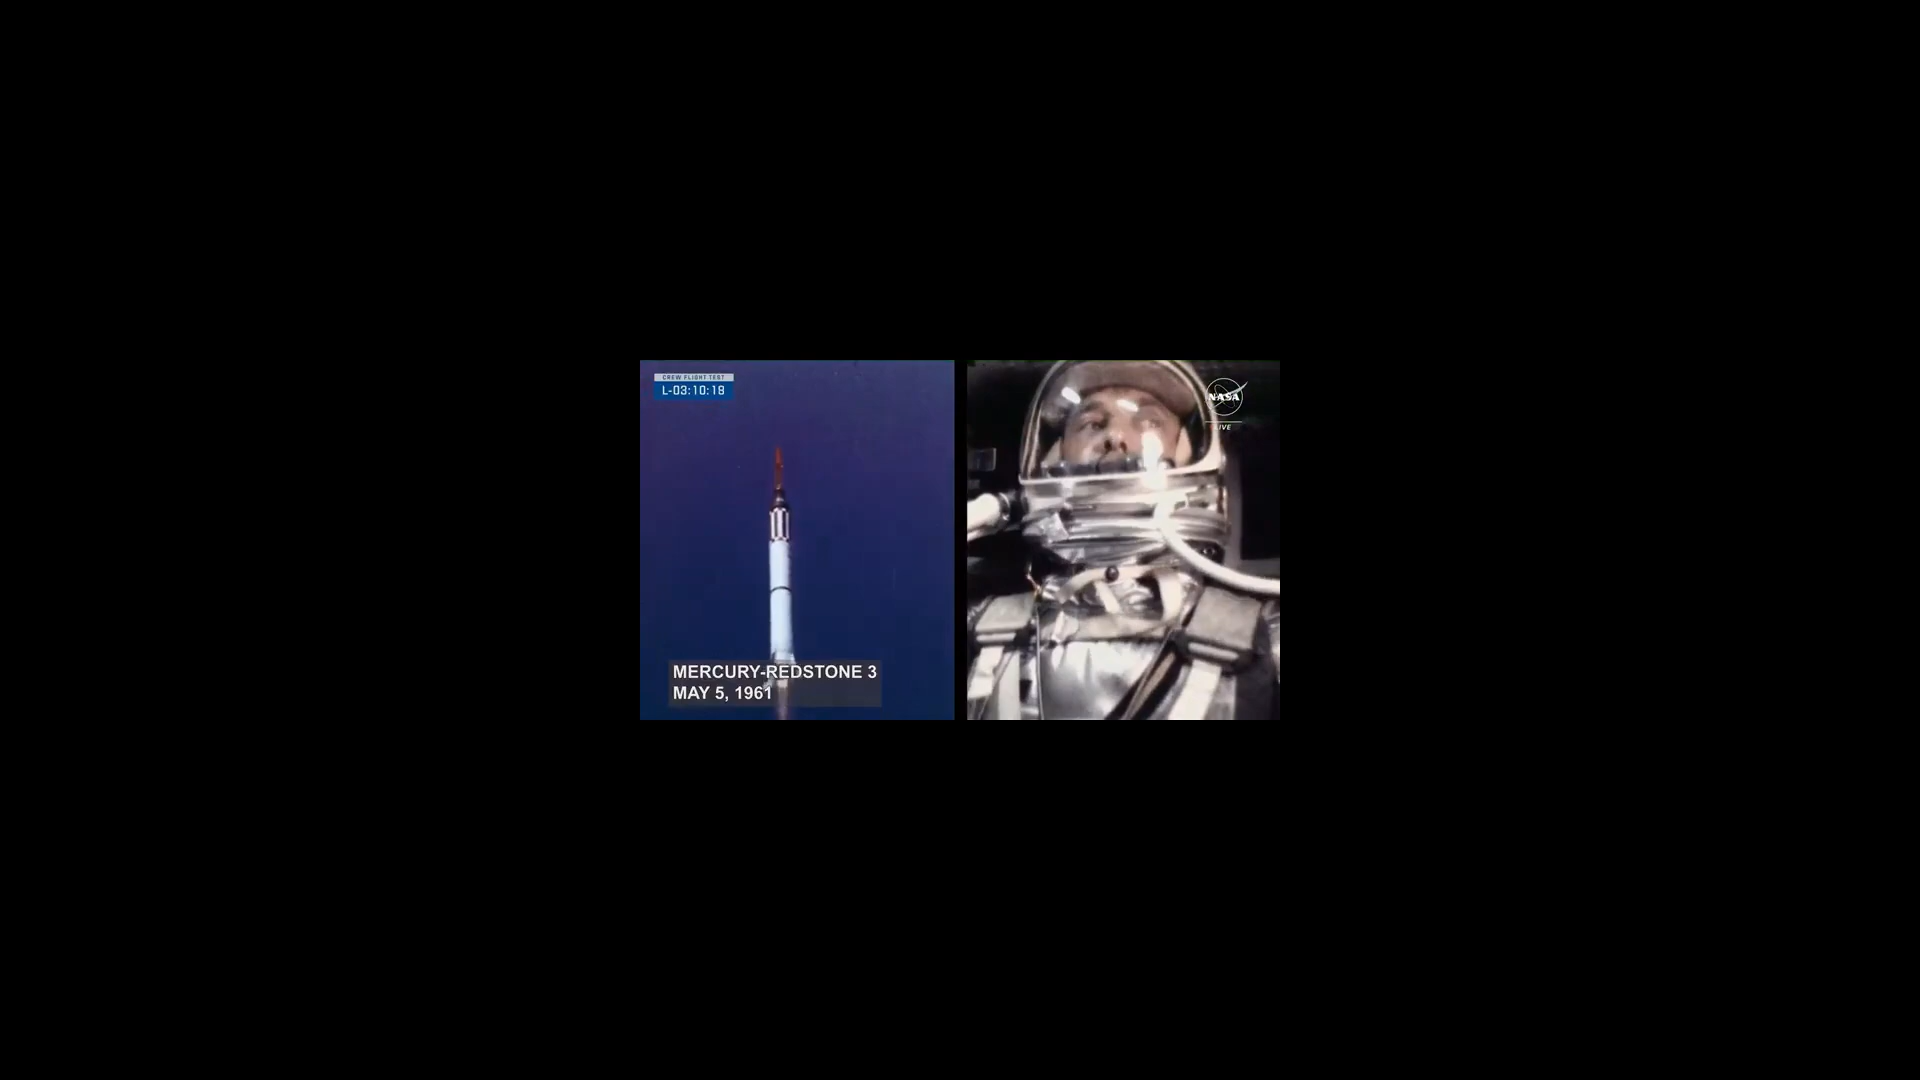 CREW FLIGHT TEST
L-03:10:18
NASA
LIVE
MERCURY-REDSTONE 3
MAY 5, 1961